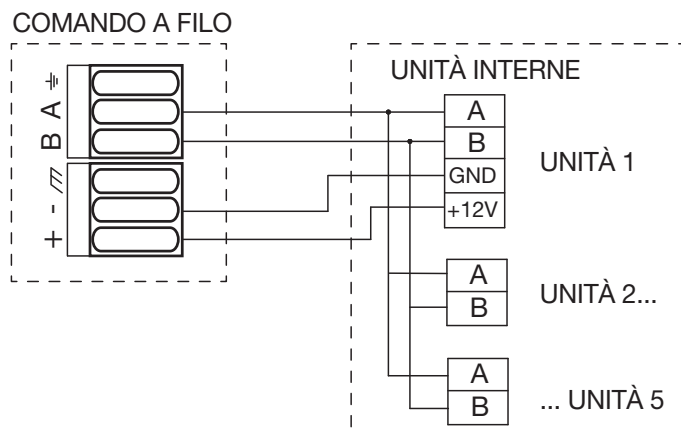 COMANDO A FILO
A
B
-
+
UNITÀ INTERNE
A
B
GND
+12V
UNITÀ 1
A
B
UNITÀ 2...
A
B
... UNITÀ 5